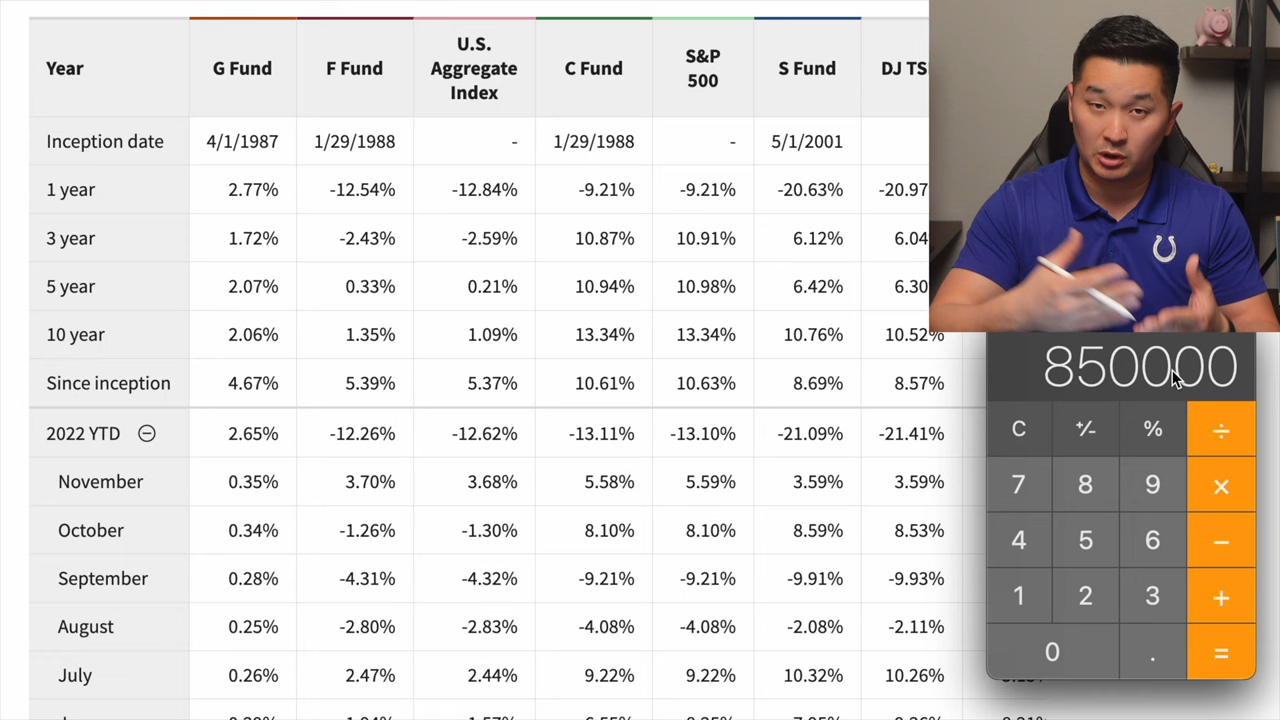 Year G Fund F Fund U.S. Aggregate Index C Fund S&P 500 S Fund
Inception date 4/1/1987 1/29/1988 - 1/29/1988 - 5/1/2001
1 year 2.77% -12.54% -12.84% -9.21% -9.21% -20.63% -20.97
3 year 1.72% -2.43% -2.59% 10.87% 10.91% 6.12% 6.04
5 year 2.07% 0.33% 0.21% 10.94% 10.98% 6.42% 6.30
10 year 2.06% 1.35% 1.09% 13.34% 13.34% 10.76% 10.52%
Since inception 4.67% 5.39% 5.37% 10.61% 10.63% 8.69% 8.57%
2022 YTD 2.65% -12.26% -12.62% -13.11% -13.10% -21.09% -21.41%
November 0.35% 3.70% 3.68% 5.58% 5.59% 3.59% 3.59%
October 0.34% -1.26% -1.30% 8.10% 8.10% 8.59% 8.53%
September 0.28% -4.31% -4.32% -9.21% -9.21% -9.91% -9.93%
August 0.25% -2.80% -2.83% -4.08% -4.08% -2.08% -2.11%
July 0.26% 2.47% 2.44% 9.22% 9.22% 10.32% 10.26%
850000
C +/- % ÷
7 8 9 ×
4 5 6 −
1 2 3 +
0 . =